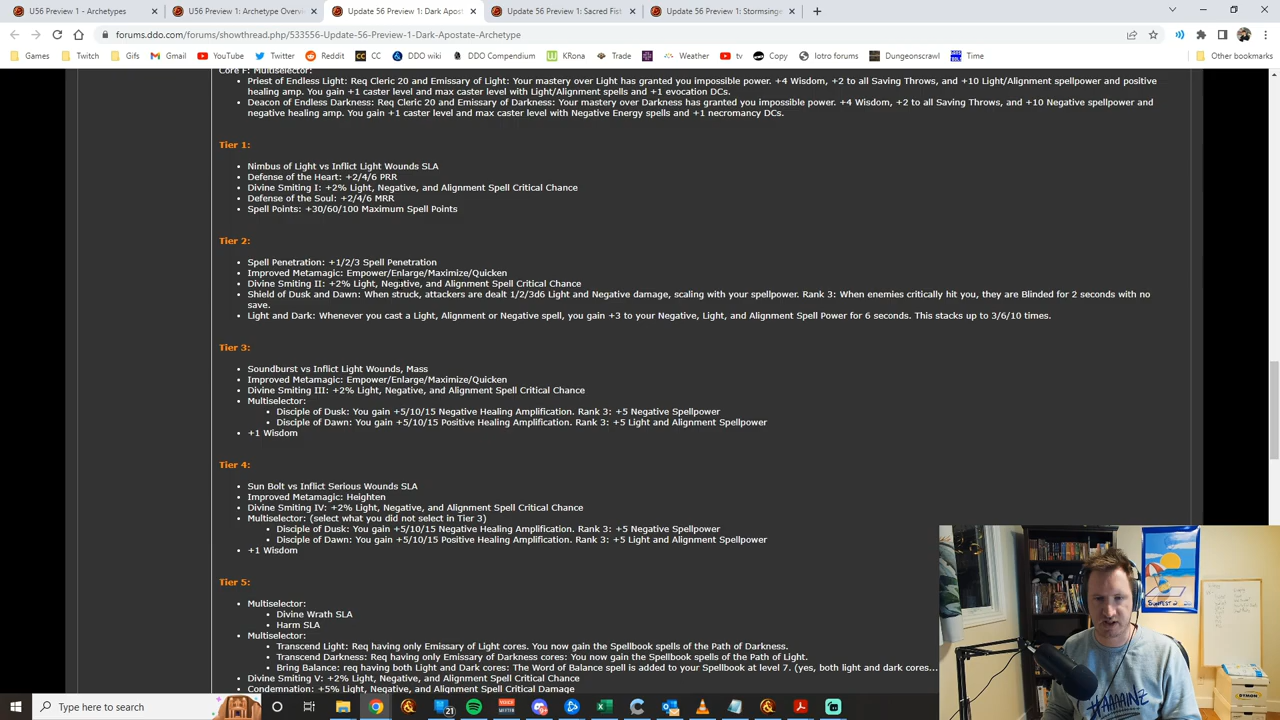 U56 Preview 1 - Archetypes
U56 Preview 1: Archetype Overvi
Update 56 Preview 1: Dark Apost
Update 56 Preview 1: Sacred Fist
Update 56 Preview 1: Stormsinge
forums.ddo.com/forums/showthread.php/533556-Update-56-Preview-1-Dark-Apostate-Archetype
Games
Twitch
Gifs
Gmail
YouTube
Twitter
Reddit
CC
DDO wiki
DDO Compendium
KRona
Trade
Weather
tv
Copy
Iotro forums
Dungeonscrawl
Time
Other bookmarks
Core F: Multiselector:
Priest of Endless Light: Req Cleric 20 and Emissary of Light: Your mastery over Light has granted you impossible power. +4 Wisdom, +2 to all Saving Throws, and +10 Light/Alignment spellpower and positive
healing amp. You gain +1 caster level and max caster level with Light/Alignment spells and +1 evocation DCs.
Deacon of Endless Darkness: Req Cleric 20 and Emissary of Darkness: Your mastery over Darkness has granted you impossible power. +4 Wisdom, +2 to all Saving Throws, and +10 Negative spellpower and
negative healing amp. You gain +1 caster level and max caster level with Negative Energy spells and +1 necromancy DCs.
Tier 1:
Nimbus of Light vs Inflict Light Wounds SLA
Defense of the Heart: +2/4/6 PRR
Divine Smiting I: +2% Light, Negative, and Alignment Spell Critical Chance
Defense of the Soul: +2/4/6 MRR
Spell Points: +30/60/100 Maximum Spell Points
Tier 2:
Spell Penetration: +1/2/3 Spell Penetration
Improved Metamagic: Empower/Enlarge/Maximize/Quicken
Divine Smiting II: +2% Light, Negative, and Alignment Spell Critical Chance
Shield of Dusk and Dawn: When struck, attackers are dealt 1/2/3d6 Light and Negative damage, scaling with your spellpower. Rank 3: When enemies critically hit you, they are Blinded for 2 seconds with no
save.
Light and Dark: Whenever you cast a Light, Alignment or Negative spell, you gain +3 to your Negative, Light, and Alignment Spell Power for 6 seconds. This stacks up to 3/6/10 times.
Tier 3:
Soundburst vs Inflict Light Wounds, Mass
Improved Metamagic: Empower/Enlarge/Maximize/Quicken
Divine Smiting III: +2% Light, Negative, and Alignment Spell Critical Chance
Multiselector:
Disciple of Dusk: You gain +5/10/15 Negative Healing Amplification. Rank 3: +5 Negative Spellpower
Disciple of Dawn: You gain +5/10/15 Positive Healing Amplification. Rank 3: +5 Light and Alignment Spellpower
+1 Wisdom
Tier 4:
Sun Bolt vs Inflict Serious Wounds SLA
Improved Metamagic: Heighten
Divine Smiting IV: +2% Light, Negative, and Alignment Spell Critical Chance
Multiselector: (select what you did not select in Tier 3)
Disciple of Dusk: You gain +5/10/15 Negative Healing Amplification. Rank 3: +5 Negative Spellpower
Disciple of Dawn: You gain +5/10/15 Positive Healing Amplification. Rank 3: +5 Light and Alignment Spellpower
+1 Wisdom
Tier 5:
Multiselector:
Divine Wrath SLA
Harm SLA
Multiselector:
Transcend Light: Req having only Emissary of Light cores. You now gain the Spellbook spells of the Path of Darkness.
Transcend Darkness: Req having only Emissary of Darkness cores: You now gain the Spellbook spells of the Path of Light.
Bring Balance: req having both Light and Dark cores: The Word of Balance spell is added to your Spellbook at level 7. (yes, both light and dark cores...
Divine Smiting V: +2% Light, Negative, and Alignment Spell Critical Chance
Condemnation: +5% Light, Negative, and Alignment Spell Critical Damage
Type here to search
21